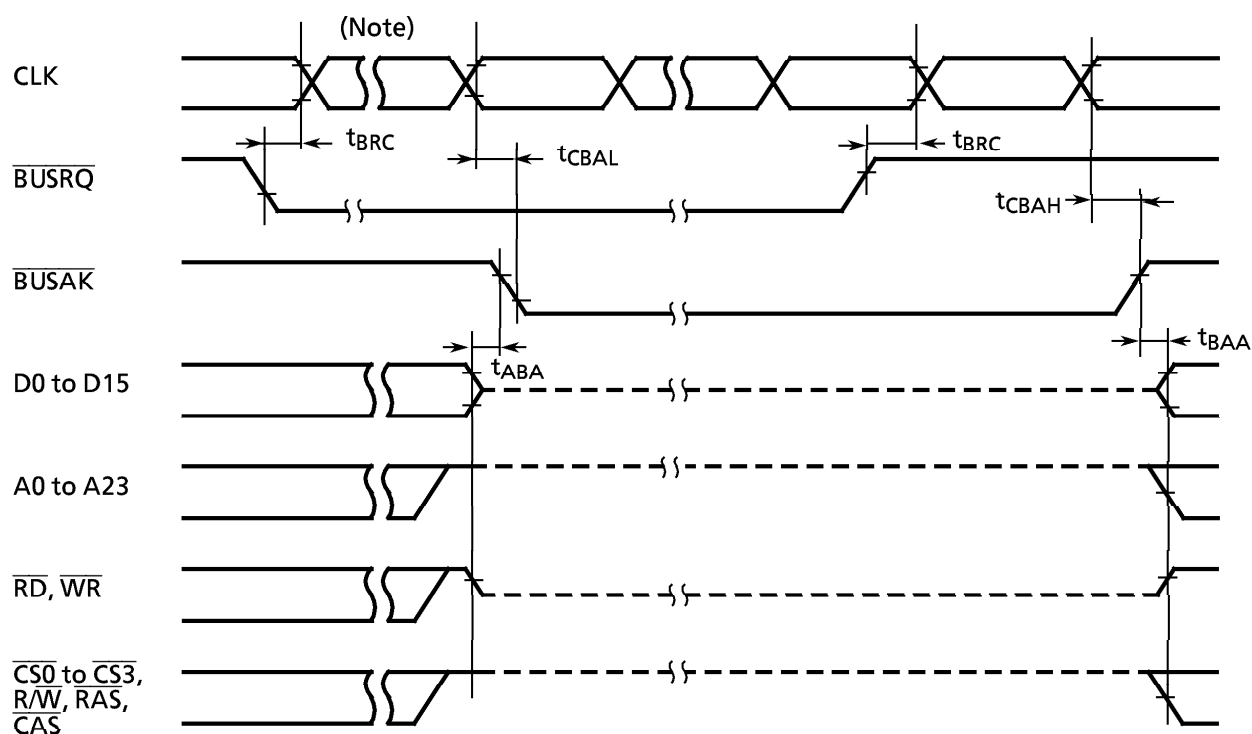 (Note)
CLK
tBRC
tCBAL
tBRC
BUSRQ
tCBAH
BUSAK
tBAA
tABA
D0 to D15
A0 to A23
RD, WR
CS0 to CS3,
R/W, RAS,
CAS